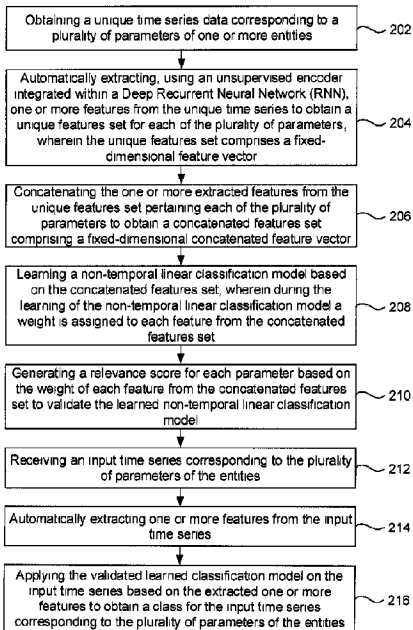 Obtaining a unique time series data corresponding to a
plurality of parameters of one or more entities
202
Automatically extracting, using an unsupervised encoder
integrated within a Deep Recurrent Neural Network (RNN),
one or more features from the unique time series to obtain a
unique features set for each of the plurality of parameters,
wherein the unique features set comprises a fixed-
dimensional feature vector
204
Concatenating the one or more extracted features from the
unique features set pertaining each of the plurality of
parameters to obtain a concatenated features set
comprising a fixed-dimensional concatenated feature vector
206
Learning a non-temporal linear classification model based
on the concatenated features set, wherein during the
learning of the non-temporal linear classification model a
weight is assigned to each feature from the concatenated
features set
208
Generating a relevance score for each parameter based on
the weight of each feature from the concatenated features
set to validate the learned non-temporal linear classification
model
210
Receiving an input time series corresponding to the plurality
of parameters of the entities
212
Automatically extracting one or more features from the input
time series
214
Applying the validated learned classification model on the
input time series based on the extracted one or more
features to obtain a class for the input time series
corresponding to the plurality of parameters of the entities
216